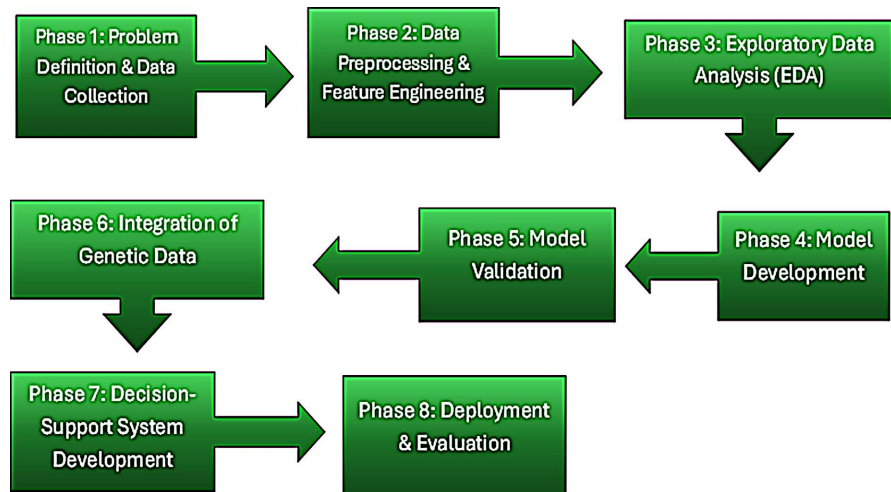 Phase 1: Problem
Definition & Data
Collection
Phase 2: Data
Preprocessing &
Feature Engineering
Phase 3: Exploratory Data
Analysis (EDA)
Phase 4: Model
Development
Phase 5: Model
Validation
Phase 6: Integration of
Genetic Data
Phase 7: Decision-
Support System
Development
Phase 8: Deployment
& Evaluation